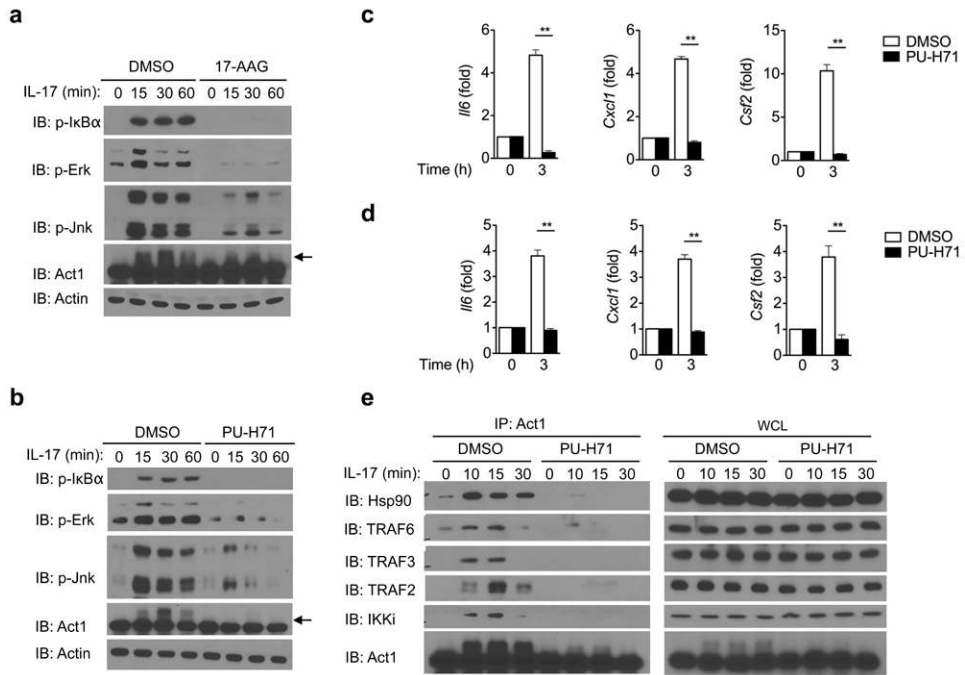 a
DMSO 17-AAG
IL-17 (min): 0 15 30 60 0 15 30 60
IB: p-IκBα
IB: p-Erk
IB: p-Jnk
IB: Act1
IB: Actin
b
DMSO PU-H71
IL-17 (min): 0 15 30 60 0 15 30 60
IB: p-IκBα
IB: p-Erk
IB: p-Jnk
IB: Act1
IB: Actin
c
Il6 (fold)
6
4
2
0
**
Time (h) 0 3
Cxcl1 (fold)
6
4
2
0
**
0 3
Csf2 (fold)
15
10
5
0
**
0 3
DMSO
PU-H71
d
Il6 (fold)
5
4
3
2
1
0
**
Time (h) 0 3
Cxcl1 (fold)
5
4
3
2
1
0
**
0 3
Csf2 (fold)
5
4
3
2
1
0
**
0 3
DMSO
PU-H71
e
IP: Act1 WCL
DMSO PU-H71 DMSO PU-H71
IL-17 (min): 0 10 15 30 0 10 15 30 0 10 15 30 0 10 15 30
IB: Hsp90
IB: TRAF6
IB: TRAF3
IB: TRAF2
IB: IKKi
IB: Act1